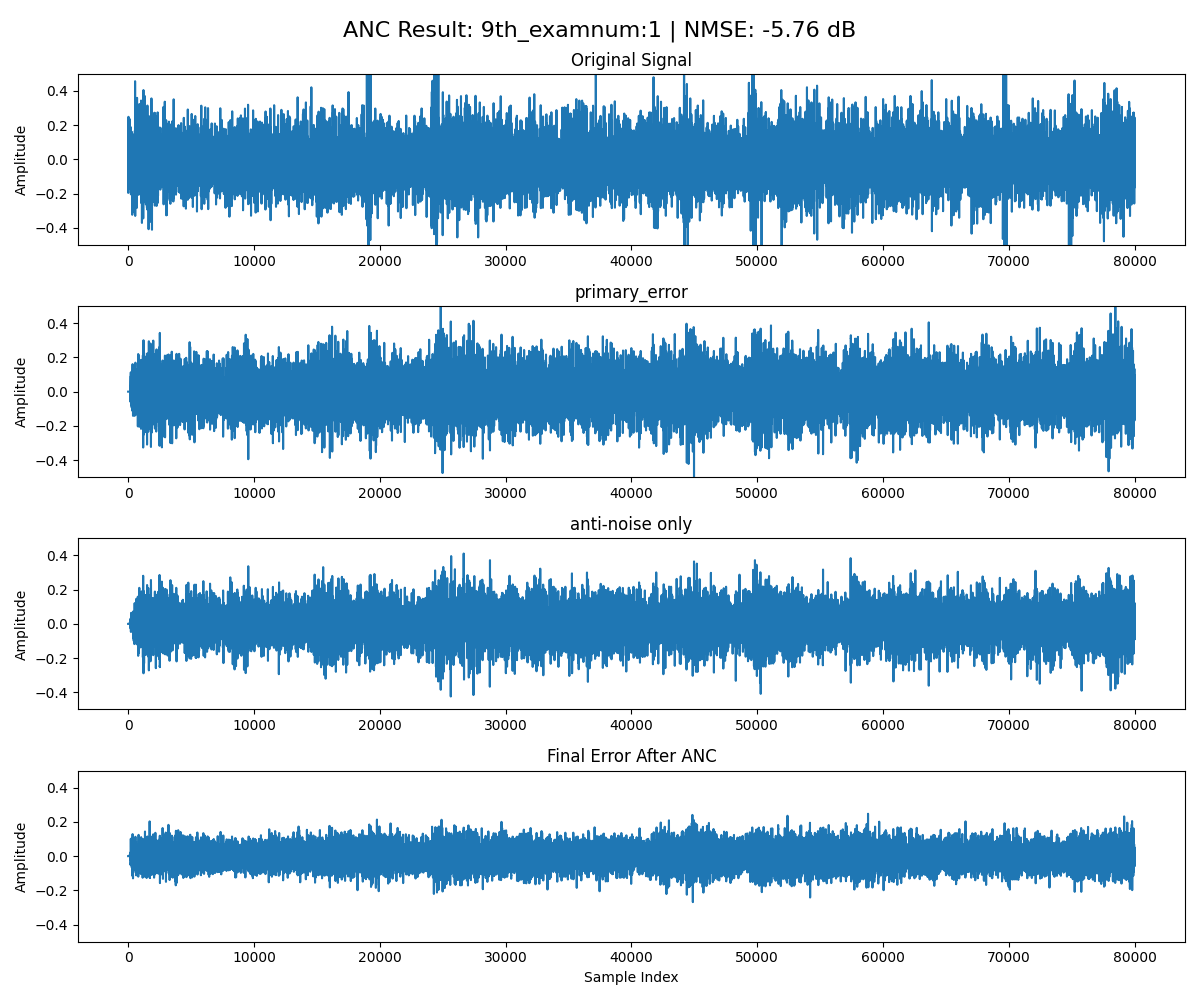 ANC Result: 9th_examnum:1 | NMSE: -5.76 dB
Original Signal
Amplitude
0.4
0.2
0.0
−0.2
−0.4
0 10000 20000 30000 40000 50000 60000 70000 80000
primary_error
Amplitude
0.4
0.2
0.0
−0.2
−0.4
0 10000 20000 30000 40000 50000 60000 70000 80000
anti-noise only
Amplitude
0.4
0.2
0.0
−0.2
−0.4
0 10000 20000 30000 40000 50000 60000 70000 80000
Final Error After ANC
Amplitude
0.4
0.2
0.0
−0.2
−0.4
0 10000 20000 30000 40000 50000 60000 70000 80000
Sample Index